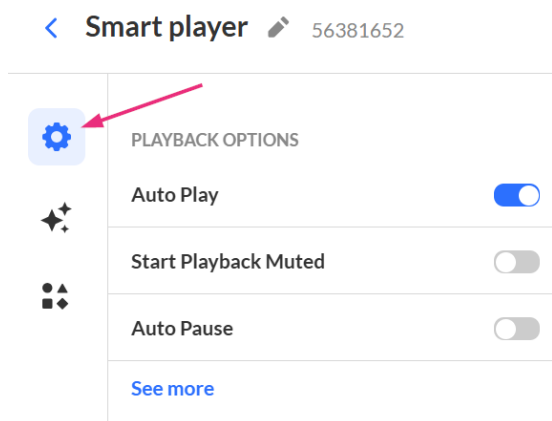 Smart player 56381652
PLAYBACK OPTIONS
Auto Play
Start Playback Muted
Auto Pause
See more